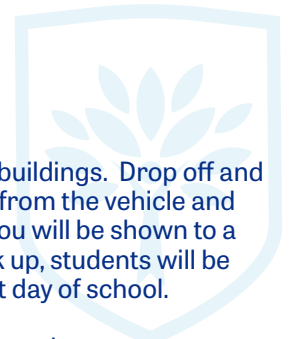 buildings. Drop off and
from the vehicle and
ou will be shown to a
k up, students will be
t day of school.